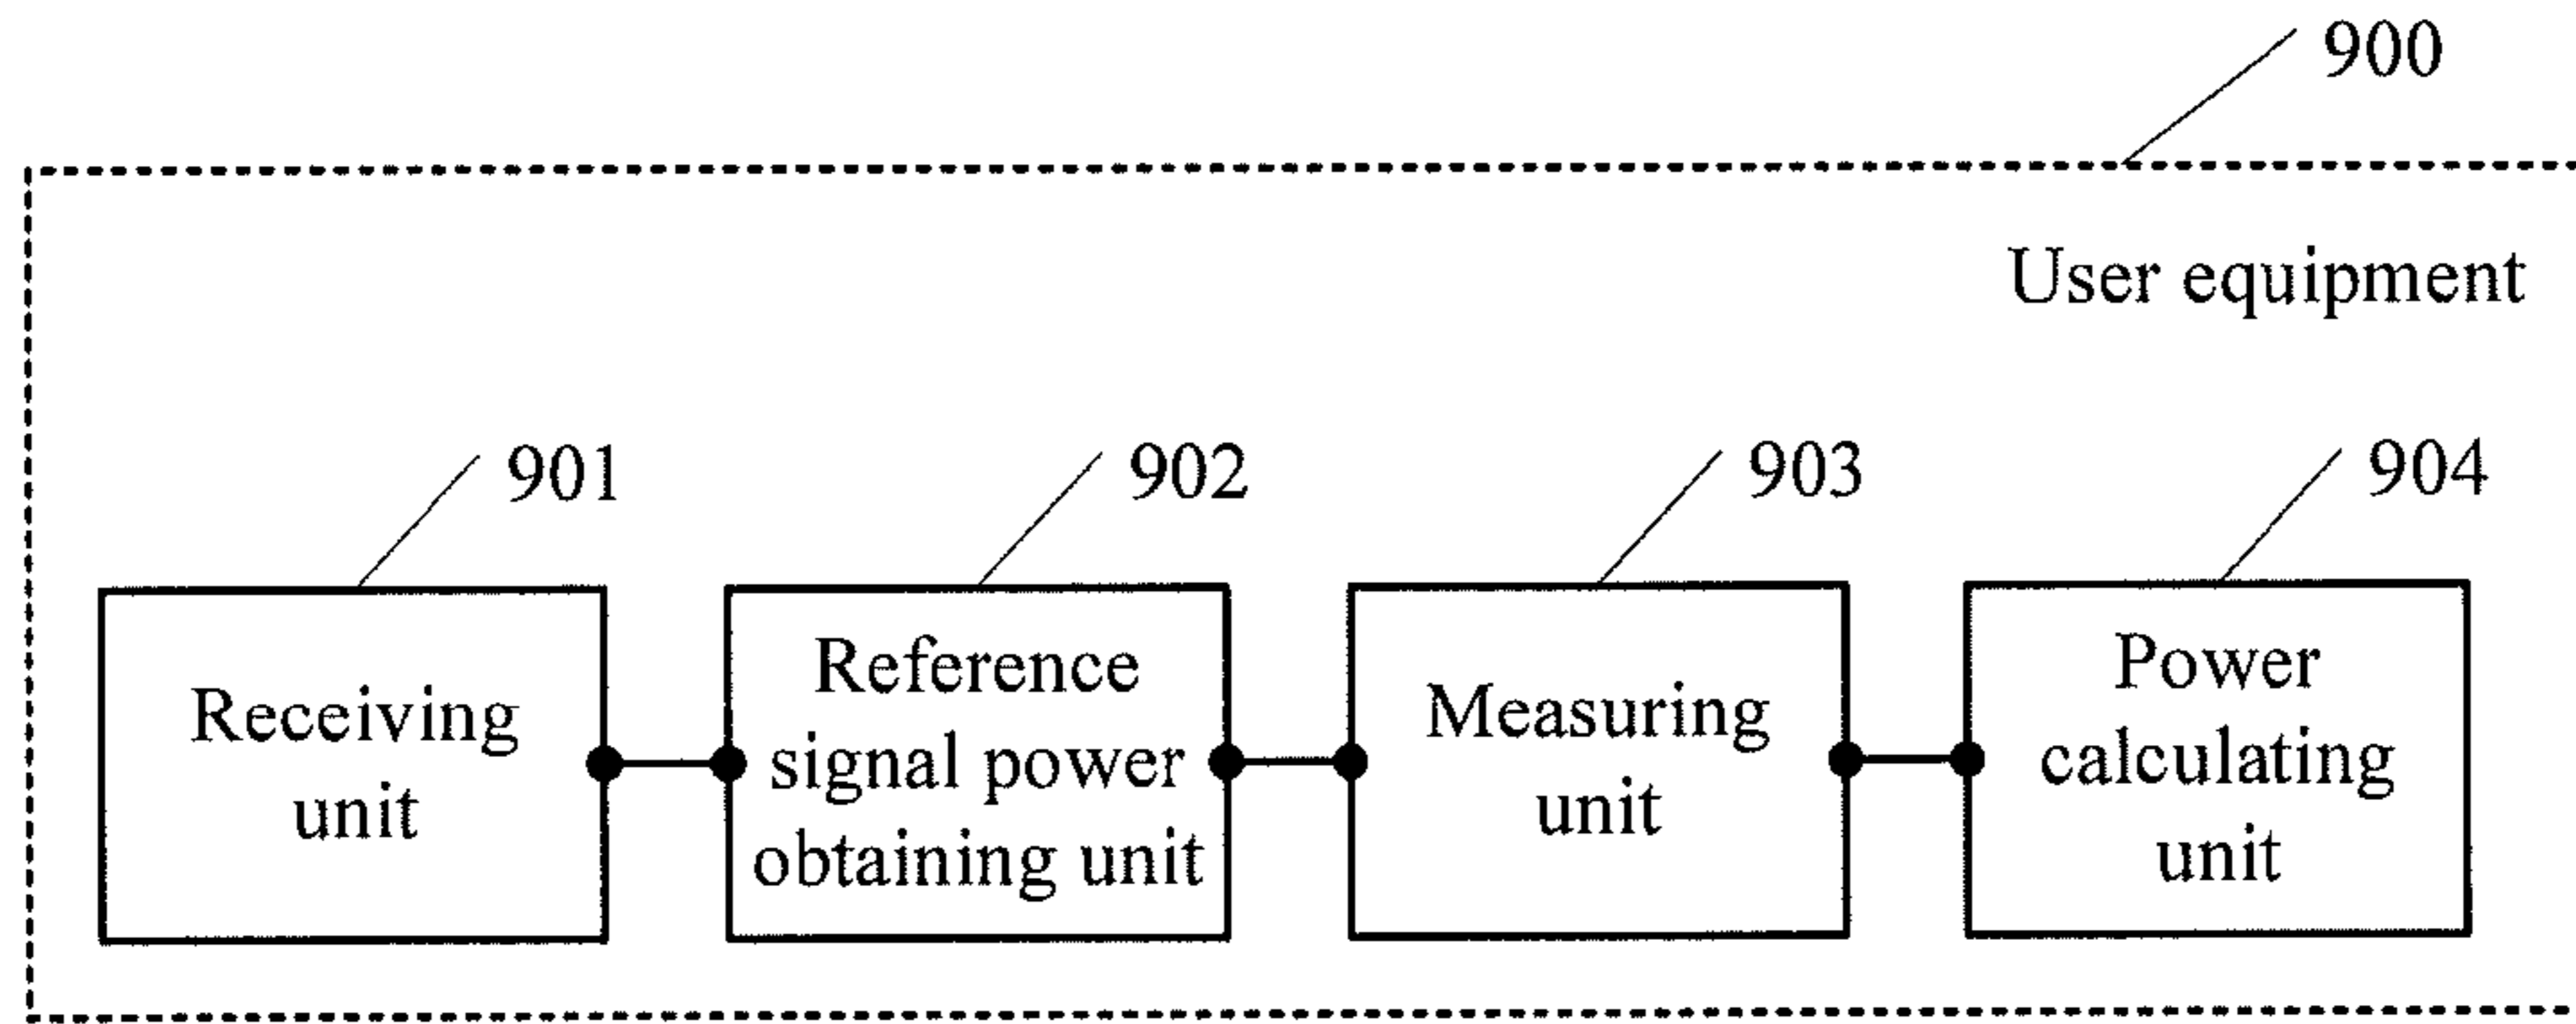 900
User equipment
901
902
903
904
Receiving
unit
Reference
signal power
obtaining unit
Measuring
unit
Power
calculating
unit